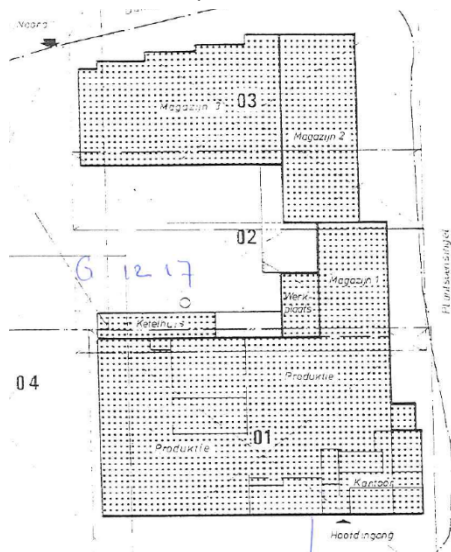 Noord
03
Magazijn 3
Magazijn 2
02
G 12 17
Magazijn 1
Werk
plaats
Ketelhuis
Plantsoensingel
04
Produktie
01
Produktie
Kantoor
Hoofdingang